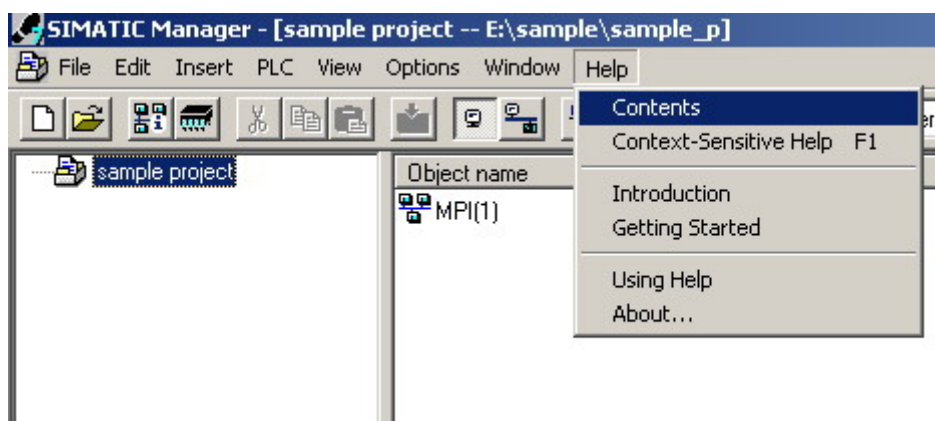 SIMATIC Manager - [sample project -- E:\sample\sample_p]
File Edit Insert PLC View Options Window Help
Contents
Context-Sensitive Help F1
Introduction
Getting Started
Using Help
About...
sample project
Object name
MPI(1)